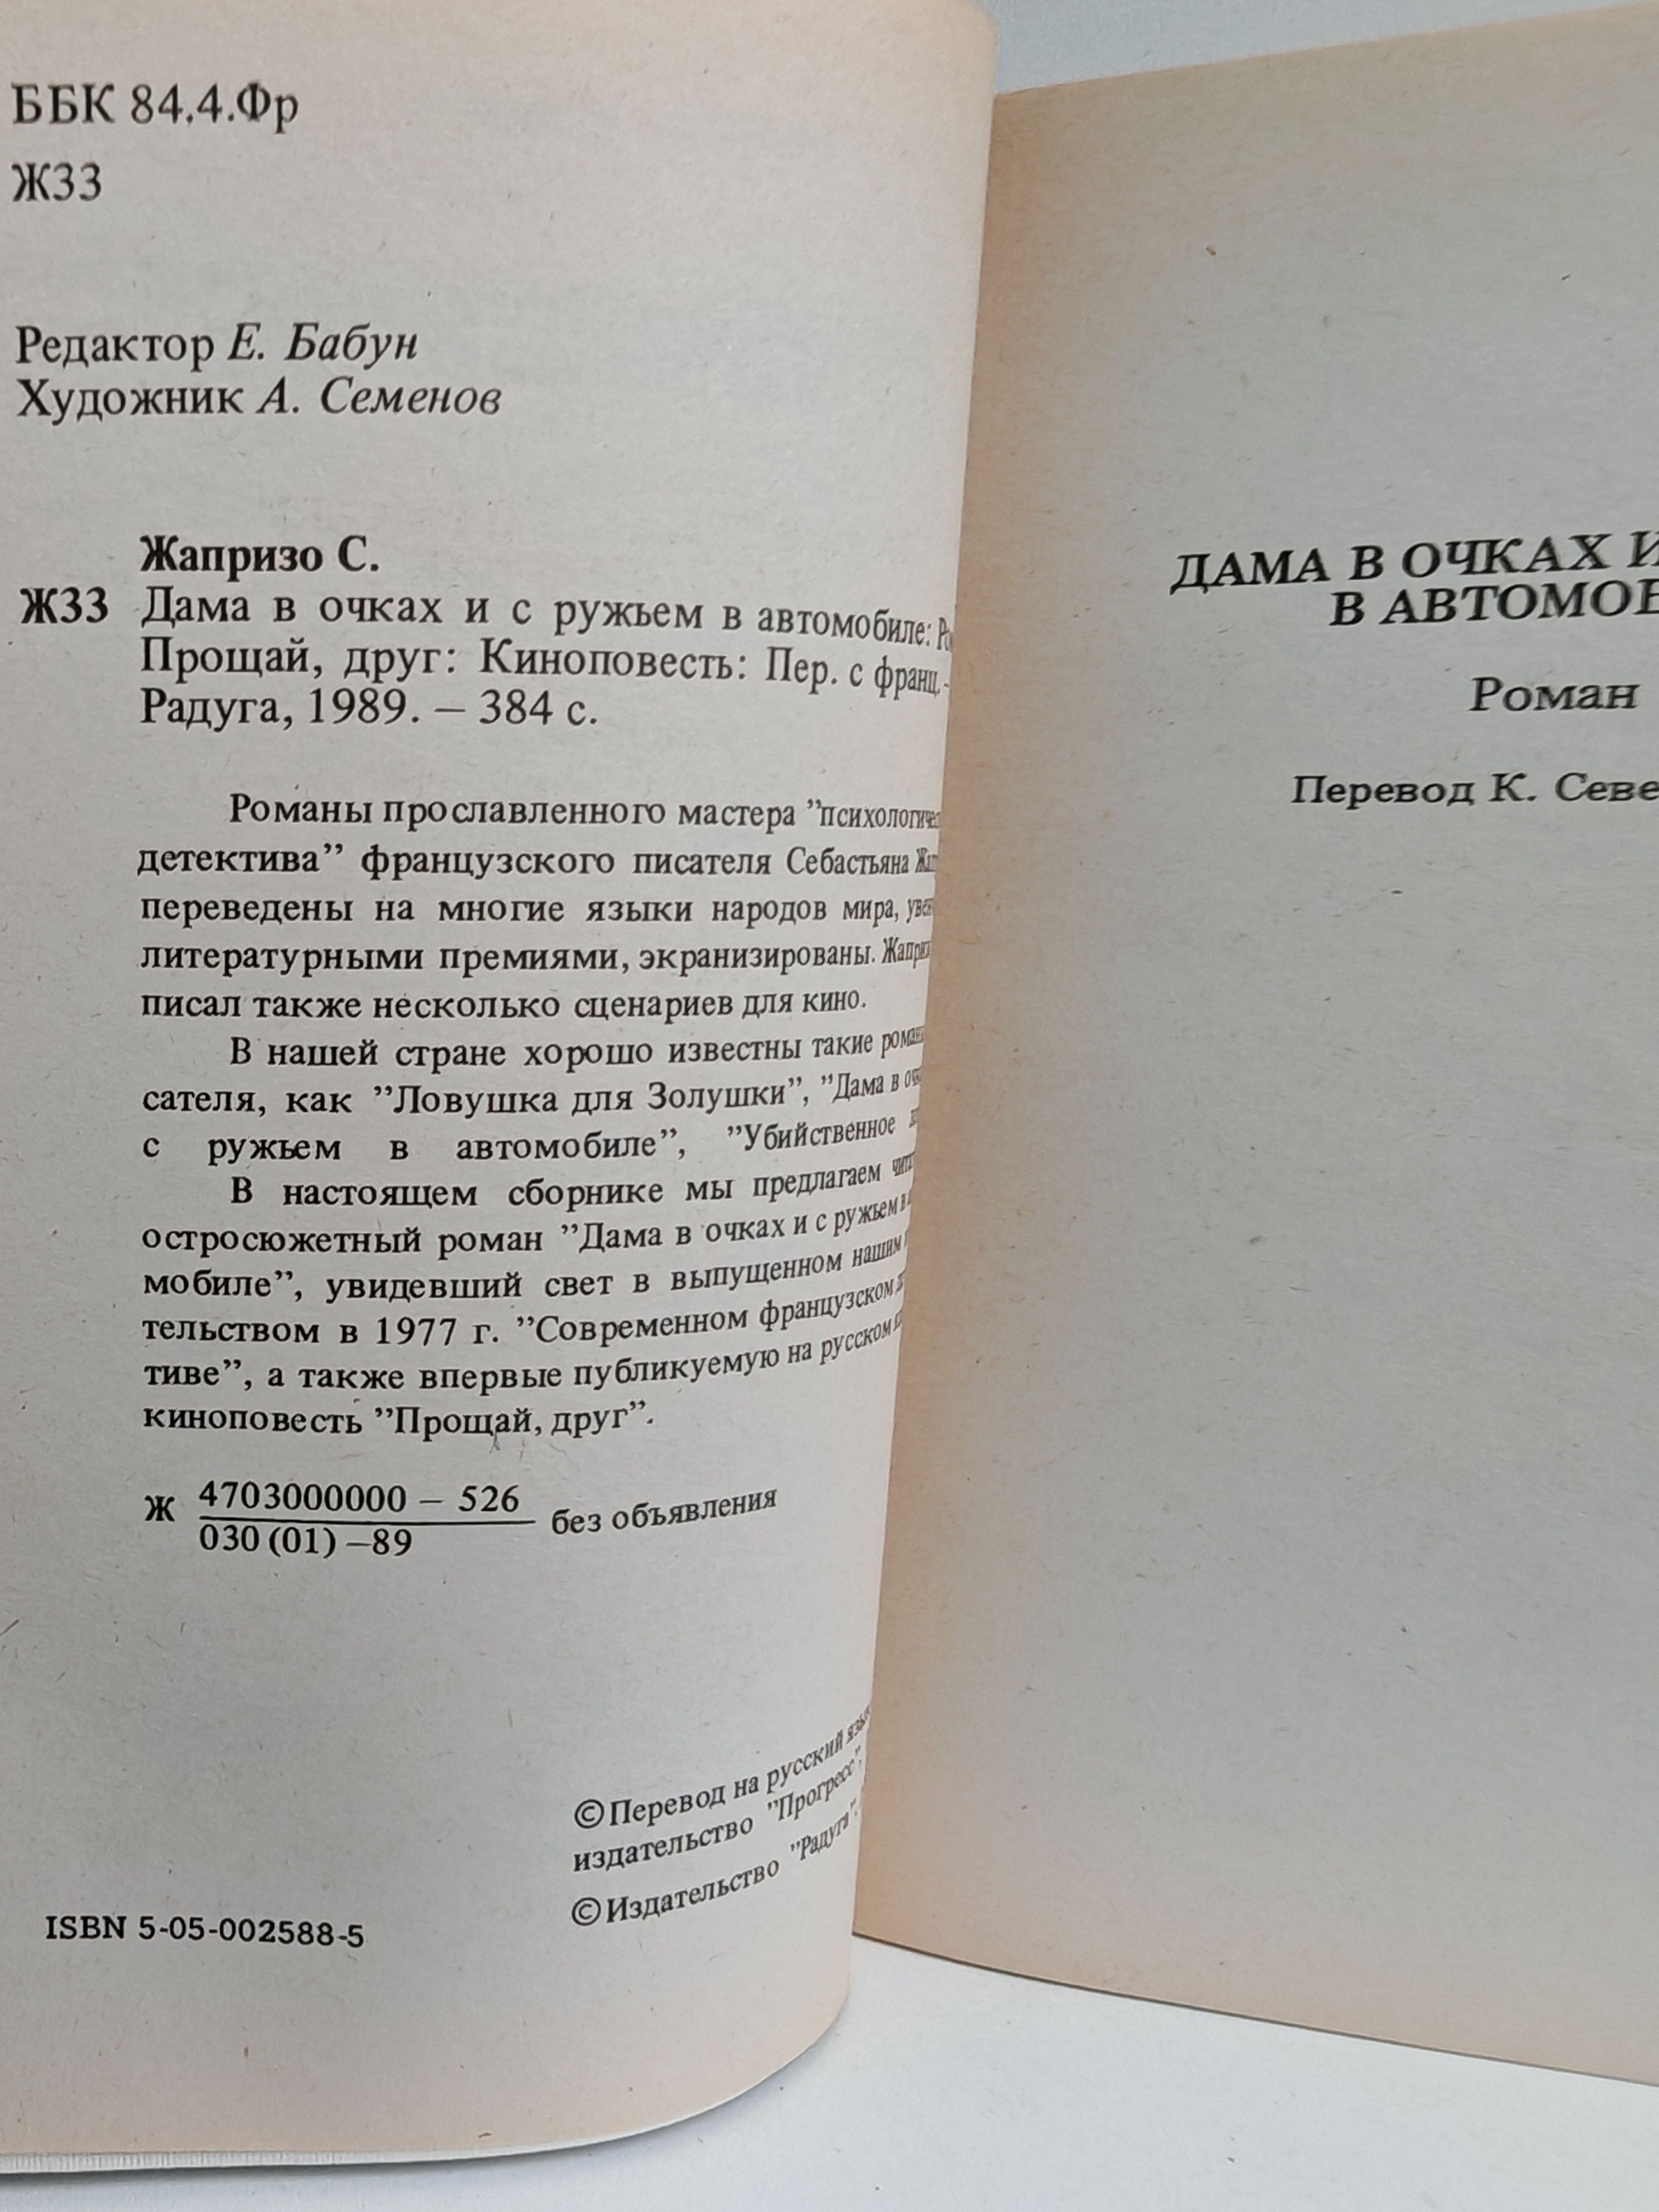 ББК 84.4.Фр
Ж33
Редактор Е. Бабун
Художник А. Семенов
Жапризо С.
Ж33 Дама в очках и с ружьем в автомобиле:
Прощай, друг: Киноповесть: Пер. с франц. –
Радуга, 1989. – 384 с.
Романы прославленного мастера ”психологичес
детектива” французского писателя Себастьяна
переведены на многие языки народов мира,
литературными премиями, экранизированы.
писал также несколько сценариев для кино.
В нашей стране хорошо известны такие
сателя, как ”Ловушка для Золушки”, ”Дама в
с ружьем в автомобиле”, ”Убийственное
В настоящем сборнике мы предлагаем
остросюжетный роман ”Дама в очках и с ружьем в
мобиле”, увидевший свет в выпущенном нашим
тельством в 1977 г. ”Современном французском
тиве”, а также впервые публикуемую на русском
киноповесть ”Прощай, друг”.
Ж 4703000000 – 526
030 (01) –89 без объявления
© Перевод на русский
издательство ”Прогресс”,
© Издательство ”Радуга”,
ISBN 5-05-002588-5
ДАМА В ОЧКАХ И
В АВТОМОБ
Роман
Перевод К. Севе